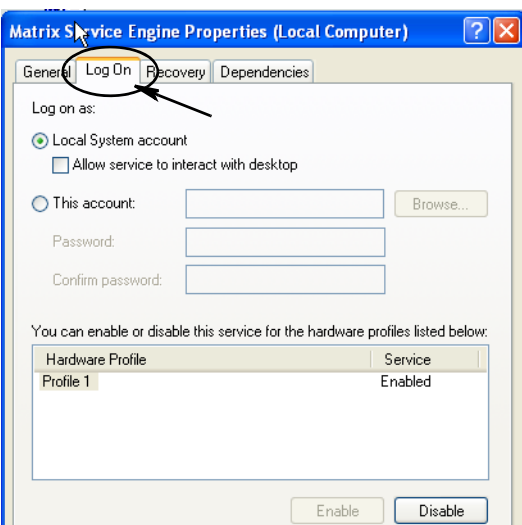 Matrix Service Engine Properties (Local Computer)
General Log On Recovery Dependencies
Log on as:
Local System account
Allow service to interact with desktop
This account:
Browse...
Password:
Confirm password:
You can enable or disable this service for the hardware profiles listed below:
Hardware Profile Service
Profile 1 Enabled
Enable Disable